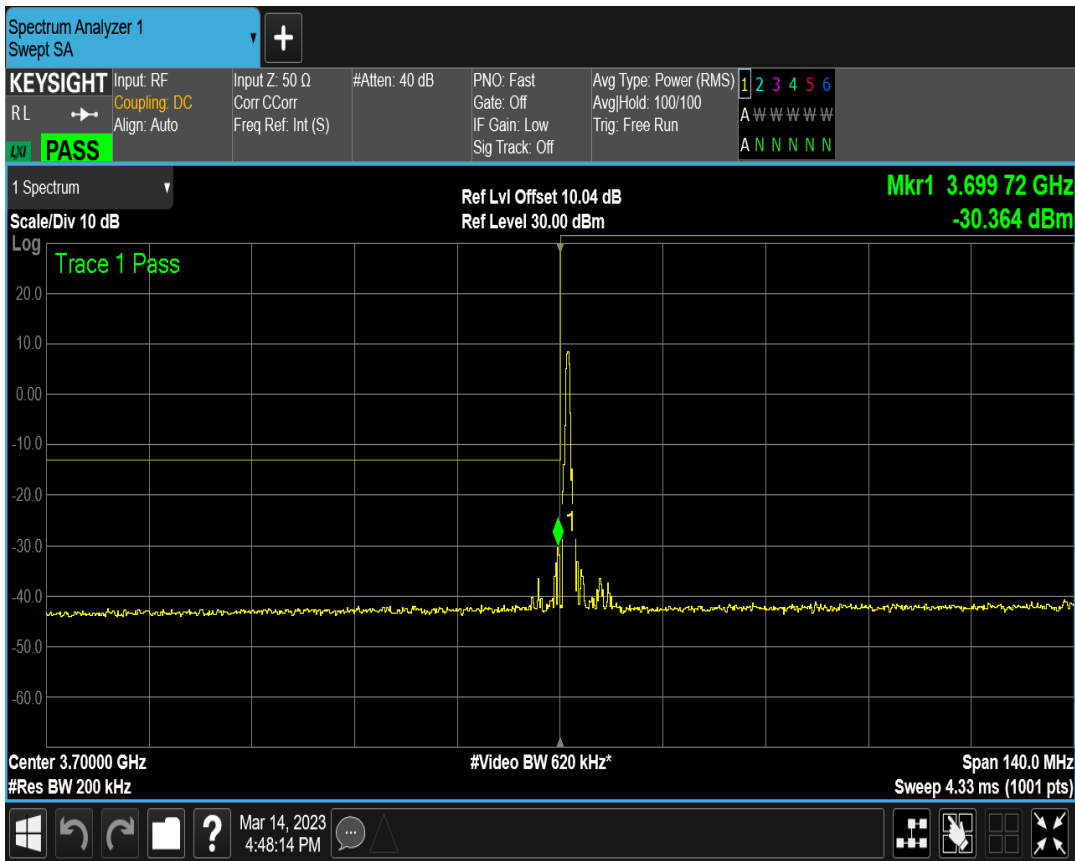 Spectrum Analyzer 1
Swept SA
+
KEYSIGHT
RL
LXI PASS
Input: RF
Coupling: DC
Align: Auto
Input Z: 50 Ω
Corr CCorr
Freq Ref: Int (S)
#Atten: 40 dB
PNO: Fast
Gate: Off
IF Gain: Low
Sig Track: Off
Avg Type: Power (RMS)
Avg|Hold: 100/100
Trig: Free Run
1 2 3 4 5 6
A W W W W W
A N N N N N
1 Spectrum
Scale/Div 10 dB
Ref Lvl Offset 10.04 dB
Ref Level 30.00 dBm
Mkr1 3.699 72 GHz
-30.364 dBm
Log
Trace 1 Pass
20.0
10.0
0.00
-10.0
-20.0
1
-30.0
-40.0
-50.0
-60.0
Center 3.70000 GHz
#Video BW 620 kHz*
Span 140.0 MHz
#Res BW 200 kHz
Sweep 4.33 ms (1001 pts)
?
Mar 14, 2023
4:48:14 PM